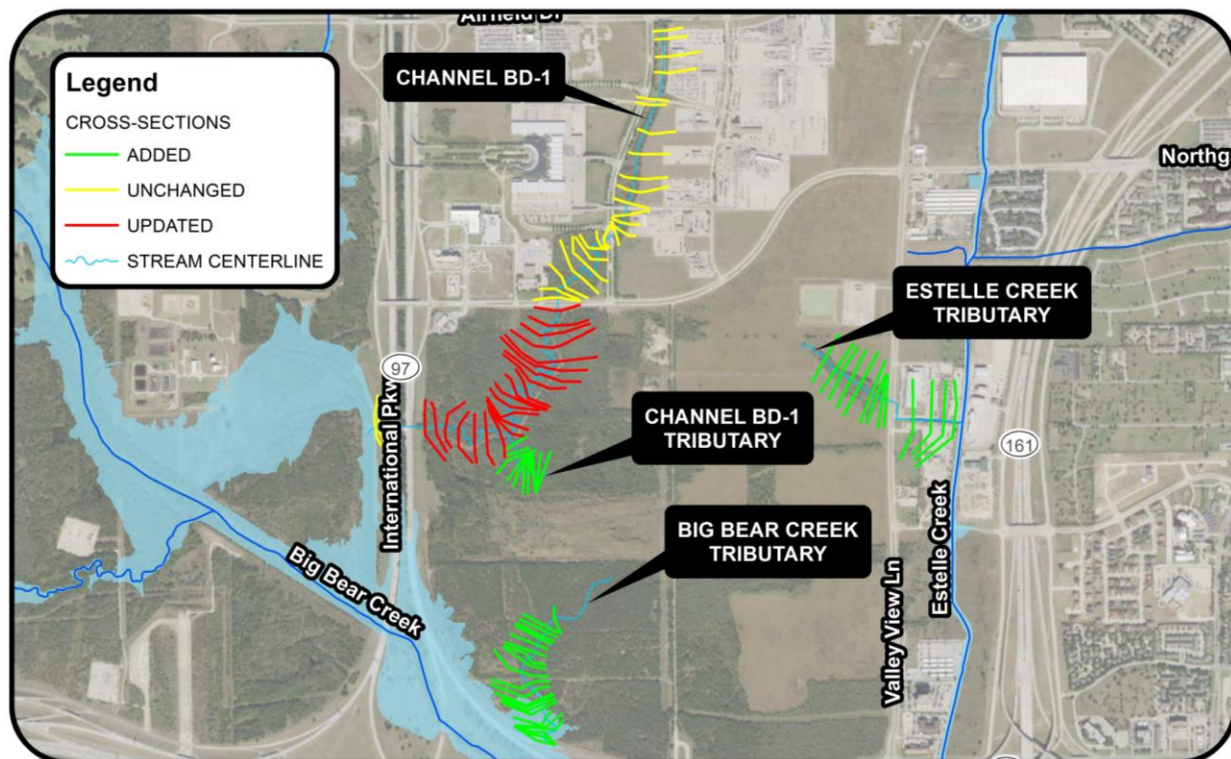 Airfield Dr
Legend
CROSS-SECTIONS
ADDED
UNCHANGED
UPDATED
STREAM CENTERLINE
CHANNEL BD-1
Northg
ESTELLE CREEK
TRIBUTARY
97
International Pkwy
CHANNEL BD-1
TRIBUTARY
161
BIG BEAR CREEK
TRIBUTARY
Big Bear Creek
Valley View Ln
Estelle Creek